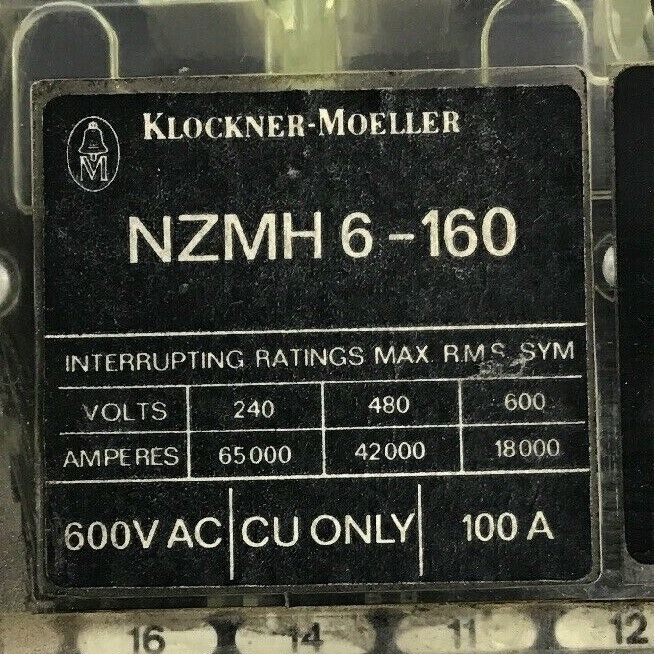 M
KLOCKNER-MOELLER
NZMH 6-160
INTERRUPTING RATINGS MAX R.M.S. SYM
VOLTS 240 480 600
AMPERES 65000 42000 18000
600V AC CU ONLY 100 A
16 14 11 12